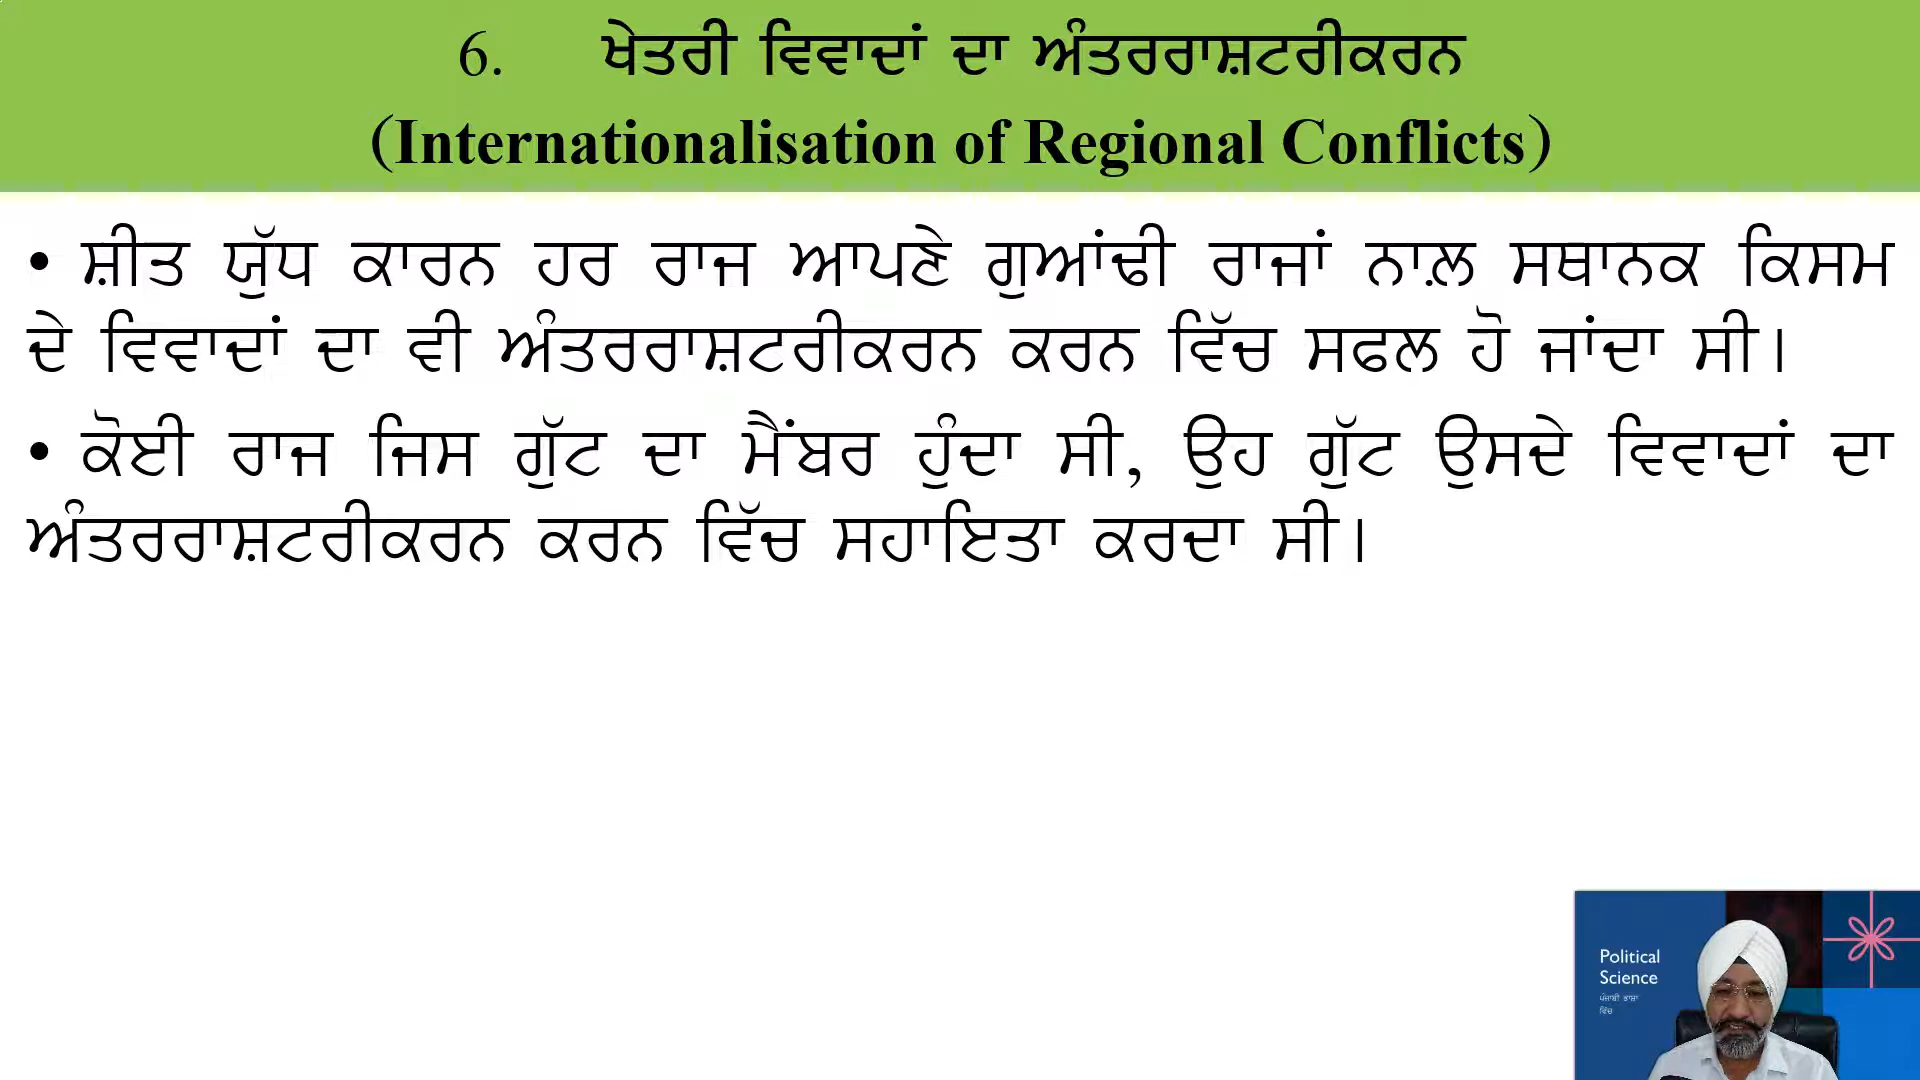 6. ਖੇਤਰੀ ਵਿਵਾਦਾਂ ਦਾ ਅੰਤਰਰਾਸ਼ਟਰੀਕਰਨ
(Internationalisation of Regional Conflicts)
• ਸ਼ੀਤ ਯੁੱਧ ਕਾਰਨ ਹਰ ਰਾਜ ਆਪਣੇ ਗੁਆਂਢੀ ਰਾਜਾਂ ਨਾਲ਼ ਸਥਾਨਕ ਕਿਸਮ
ਦੇ ਵਿਵਾਦਾਂ ਦਾ ਵੀ ਅੰਤਰਰਾਸ਼ਟਰੀਕਰਨ ਕਰਨ ਵਿੱਚ ਸਫਲ ਹੋ ਜਾਂਦਾ ਸੀ।
• ਕੋਈ ਰਾਜ ਜਿਸ ਗੁੱਟ ਦਾ ਮੈਂਬਰ ਹੁੰਦਾ ਸੀ, ਉਹ ਗੁੱਟ ਉਸਦੇ ਵਿਵਾਦਾਂ ਦਾ
ਅੰਤਰਰਾਸ਼ਟਰੀਕਰਨ ਕਰਨ ਵਿੱਚ ਸਹਾਇਤਾ ਕਰਦਾ ਸੀ।
Political
Science
ਪੰਜਾਬੀ ਭਾਸ਼ਾ
ਵਿੱਚ